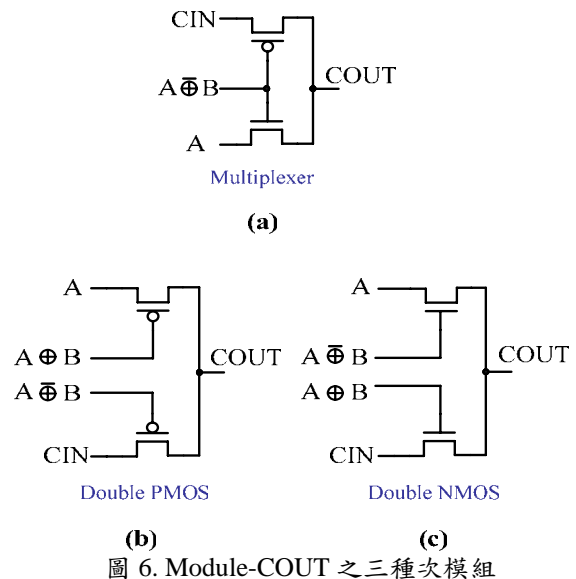 CIN
A ⊕̅ B
COUT
A
Multiplexer
(a)
A
A ⊕ B
A ⊕̅ B
COUT
CIN
Double PMOS
(b)
A
A ⊕̅ B
A ⊕ B
COUT
CIN
Double NMOS
(c)
圖 6. Module-COUT 之三種次模組